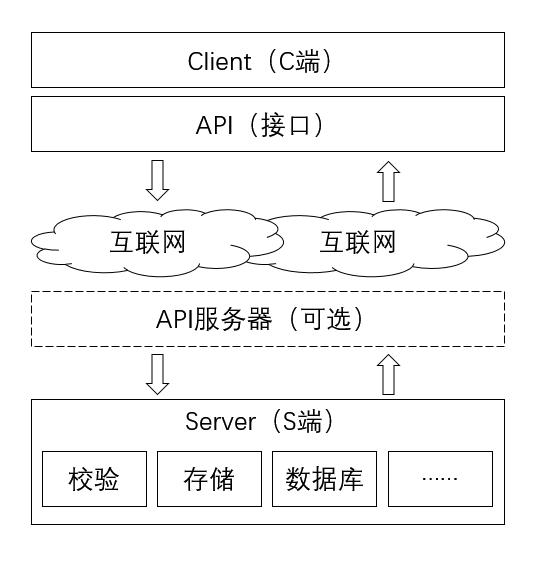 Client（C端）
API（接口）
互联网 互联网
API服务器（可选）
Server（S端）
校验 存储 数据库 ……